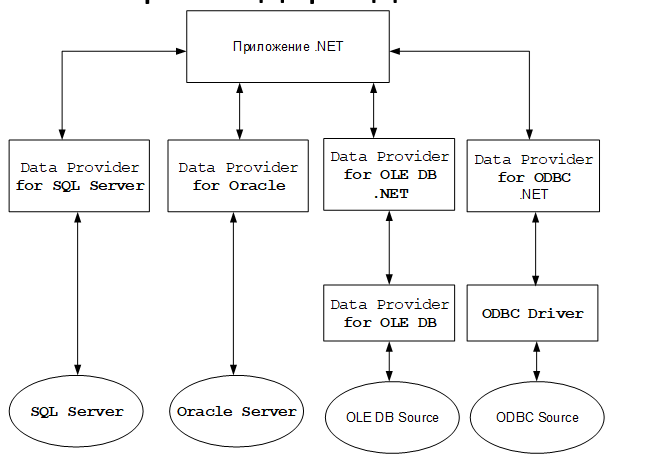 Приложение .NET
Data Provider
for SQL Server
Data Provider
for Oracle
Data Provider
for OLE DB
.NET
Data Provider
for ODBC
.NET
Data Provider
for OLE DB
ODBC Driver
SQL Server
Oracle Server
OLE DB Source
ODBC Source